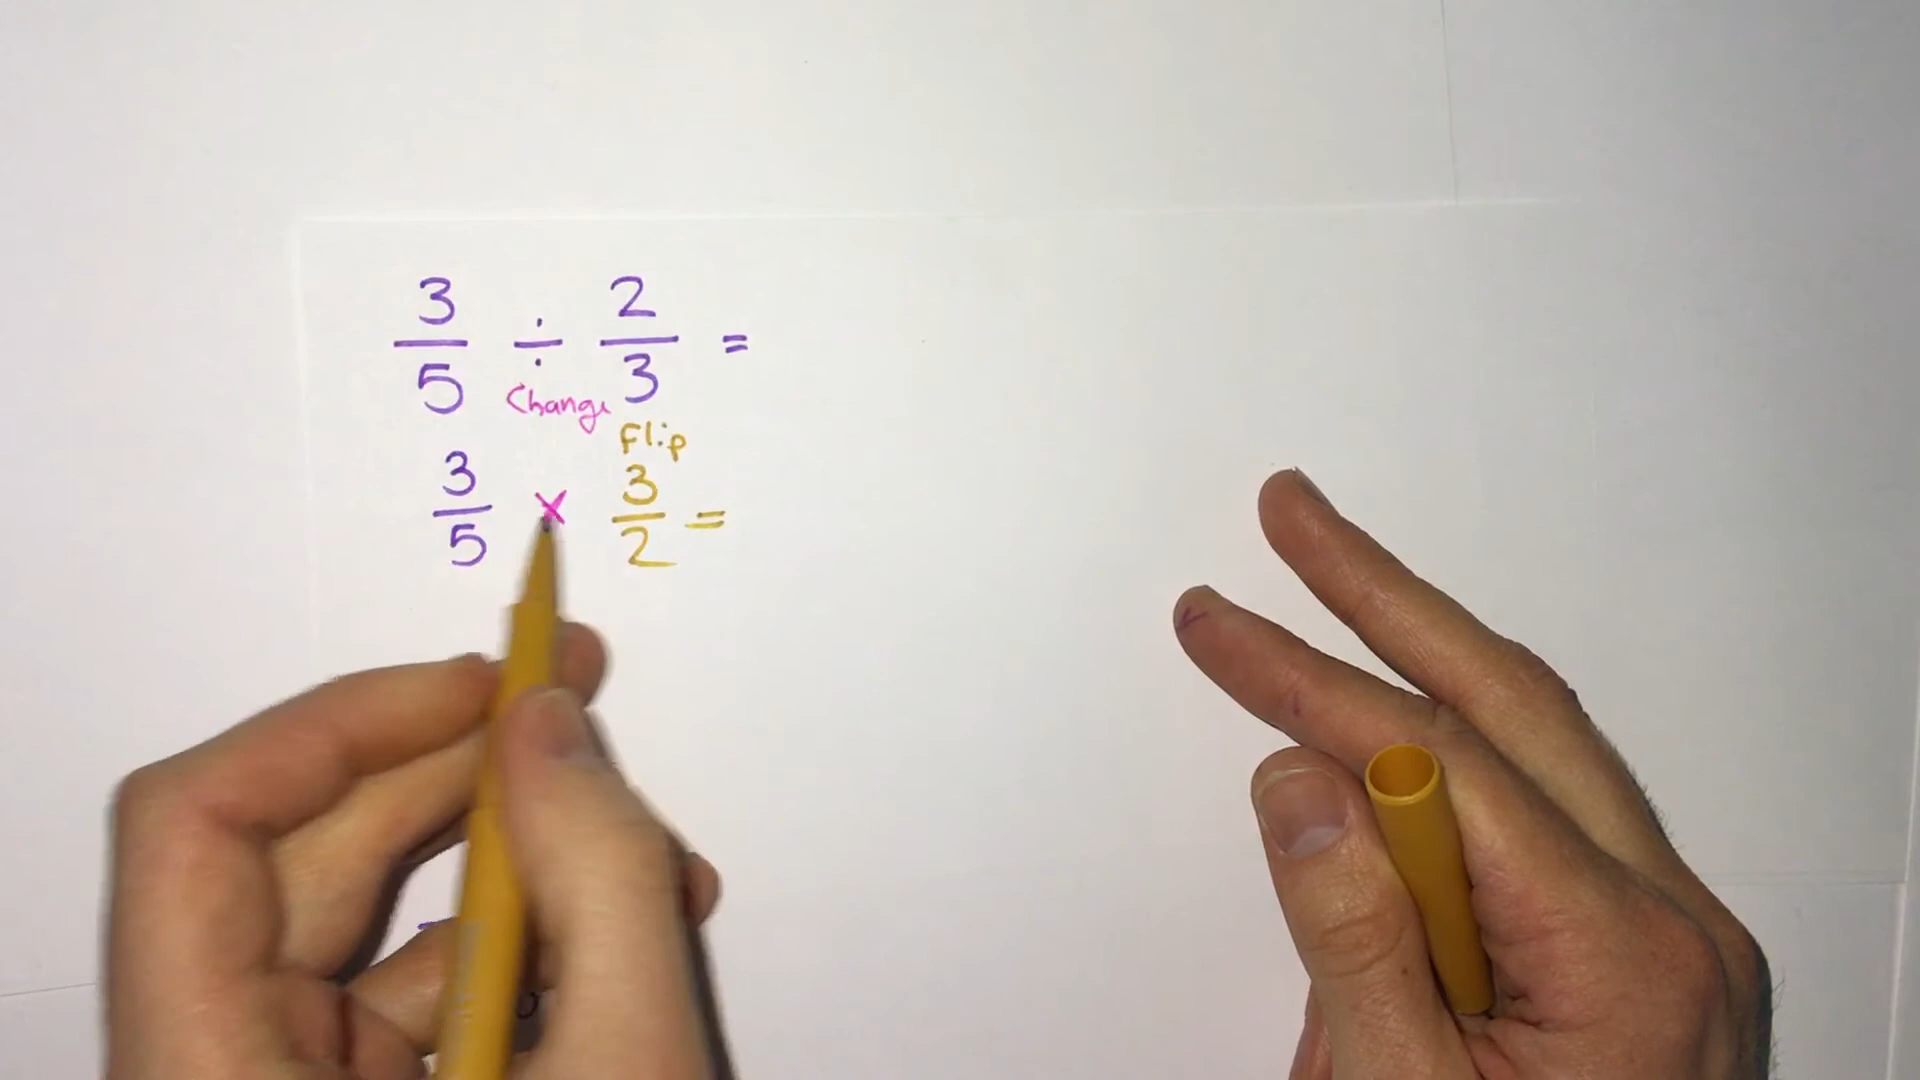 3/5 ÷ 2/3 =
Change
Flip
3/5 × 3/2 =